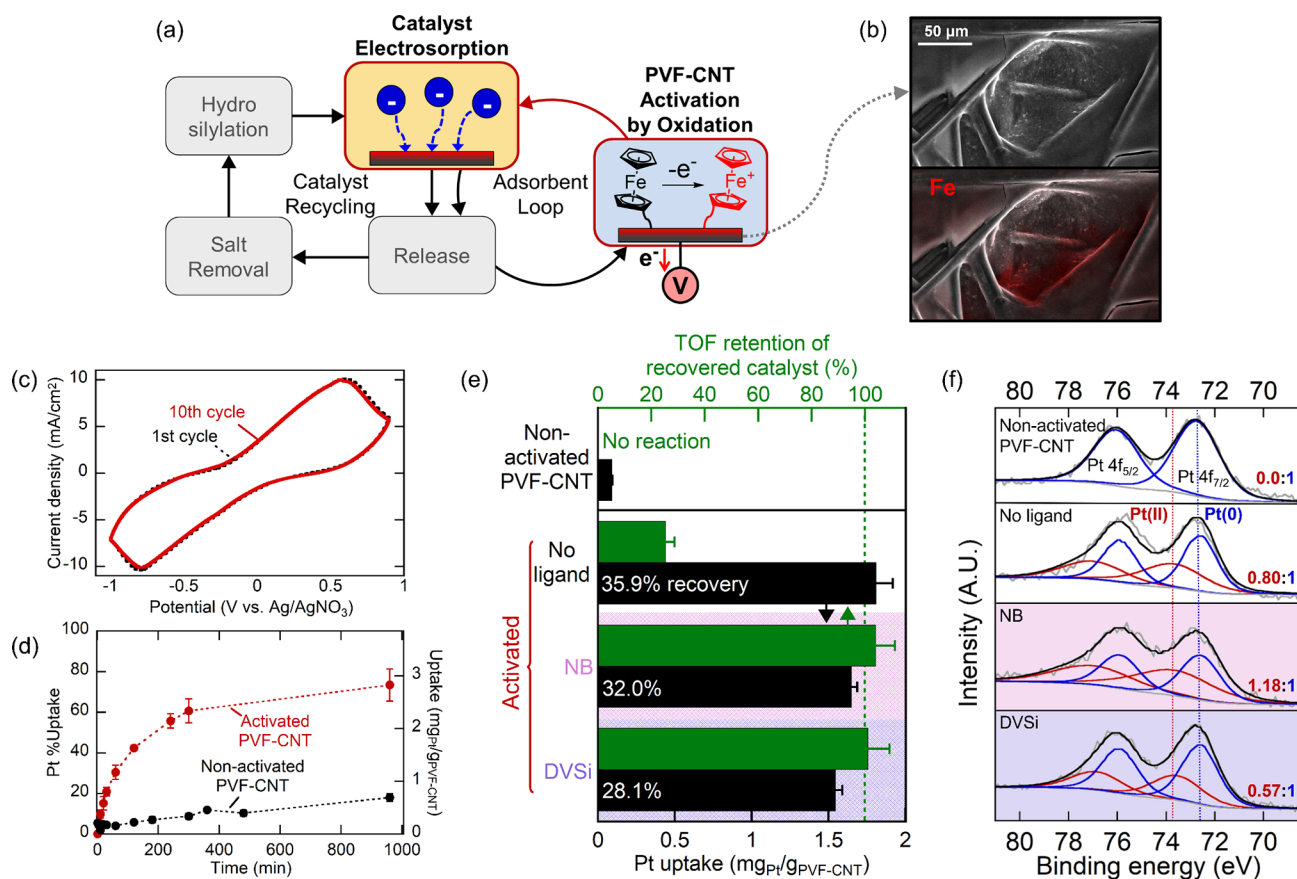 (a)
Catalyst
Electrosorption
Hydro
silylation
Catalyst
Recycling
Adsorbent
Loop
Salt
Removal
Release
PVF-CNT
Activation
by Oxidation
Fe
-e⁻
Fe⁺
e⁻
V
(b)
50 µm
Fe
(c)
Current density (mA/cm²)
10
5
0
-5
-10
10th cycle
1st cycle
-1
-0.5
0
0.5
1
Potential (V vs. Ag/AgNO₃)
(d)
Pt %Uptake
100
80
60
40
20
0
Activated
PVF-CNT
Non-activated
PVF-CNT
3
2
1
0
Uptake
(mg_Pt/g_PVF-CNT)
0
200
400
600
800
1000
Time (min)
(e)
TOF retention of
recovered catalyst (%)
0
20
40
60
80
100
Non-
activated
PVF-CNT
No reaction
Activated
No
ligand
35.9% recovery
NB
32.0%
DVSi
28.1%
0
0.5
1
1.5
2
Pt uptake (mg_Pt/g_PVF-CNT)
(f)
80
78
76
74
72
70
Intensity (A.U.)
Non-activated
PVF-CNT
Pt 4f₅/₂
Pt 4f₇/₂
0.0:1
No ligand
Pt(II)
Pt(0)
0.80:1
NB
1.18:1
DVSi
0.57:1
80
78
76
74
72
70
Binding energy (eV)